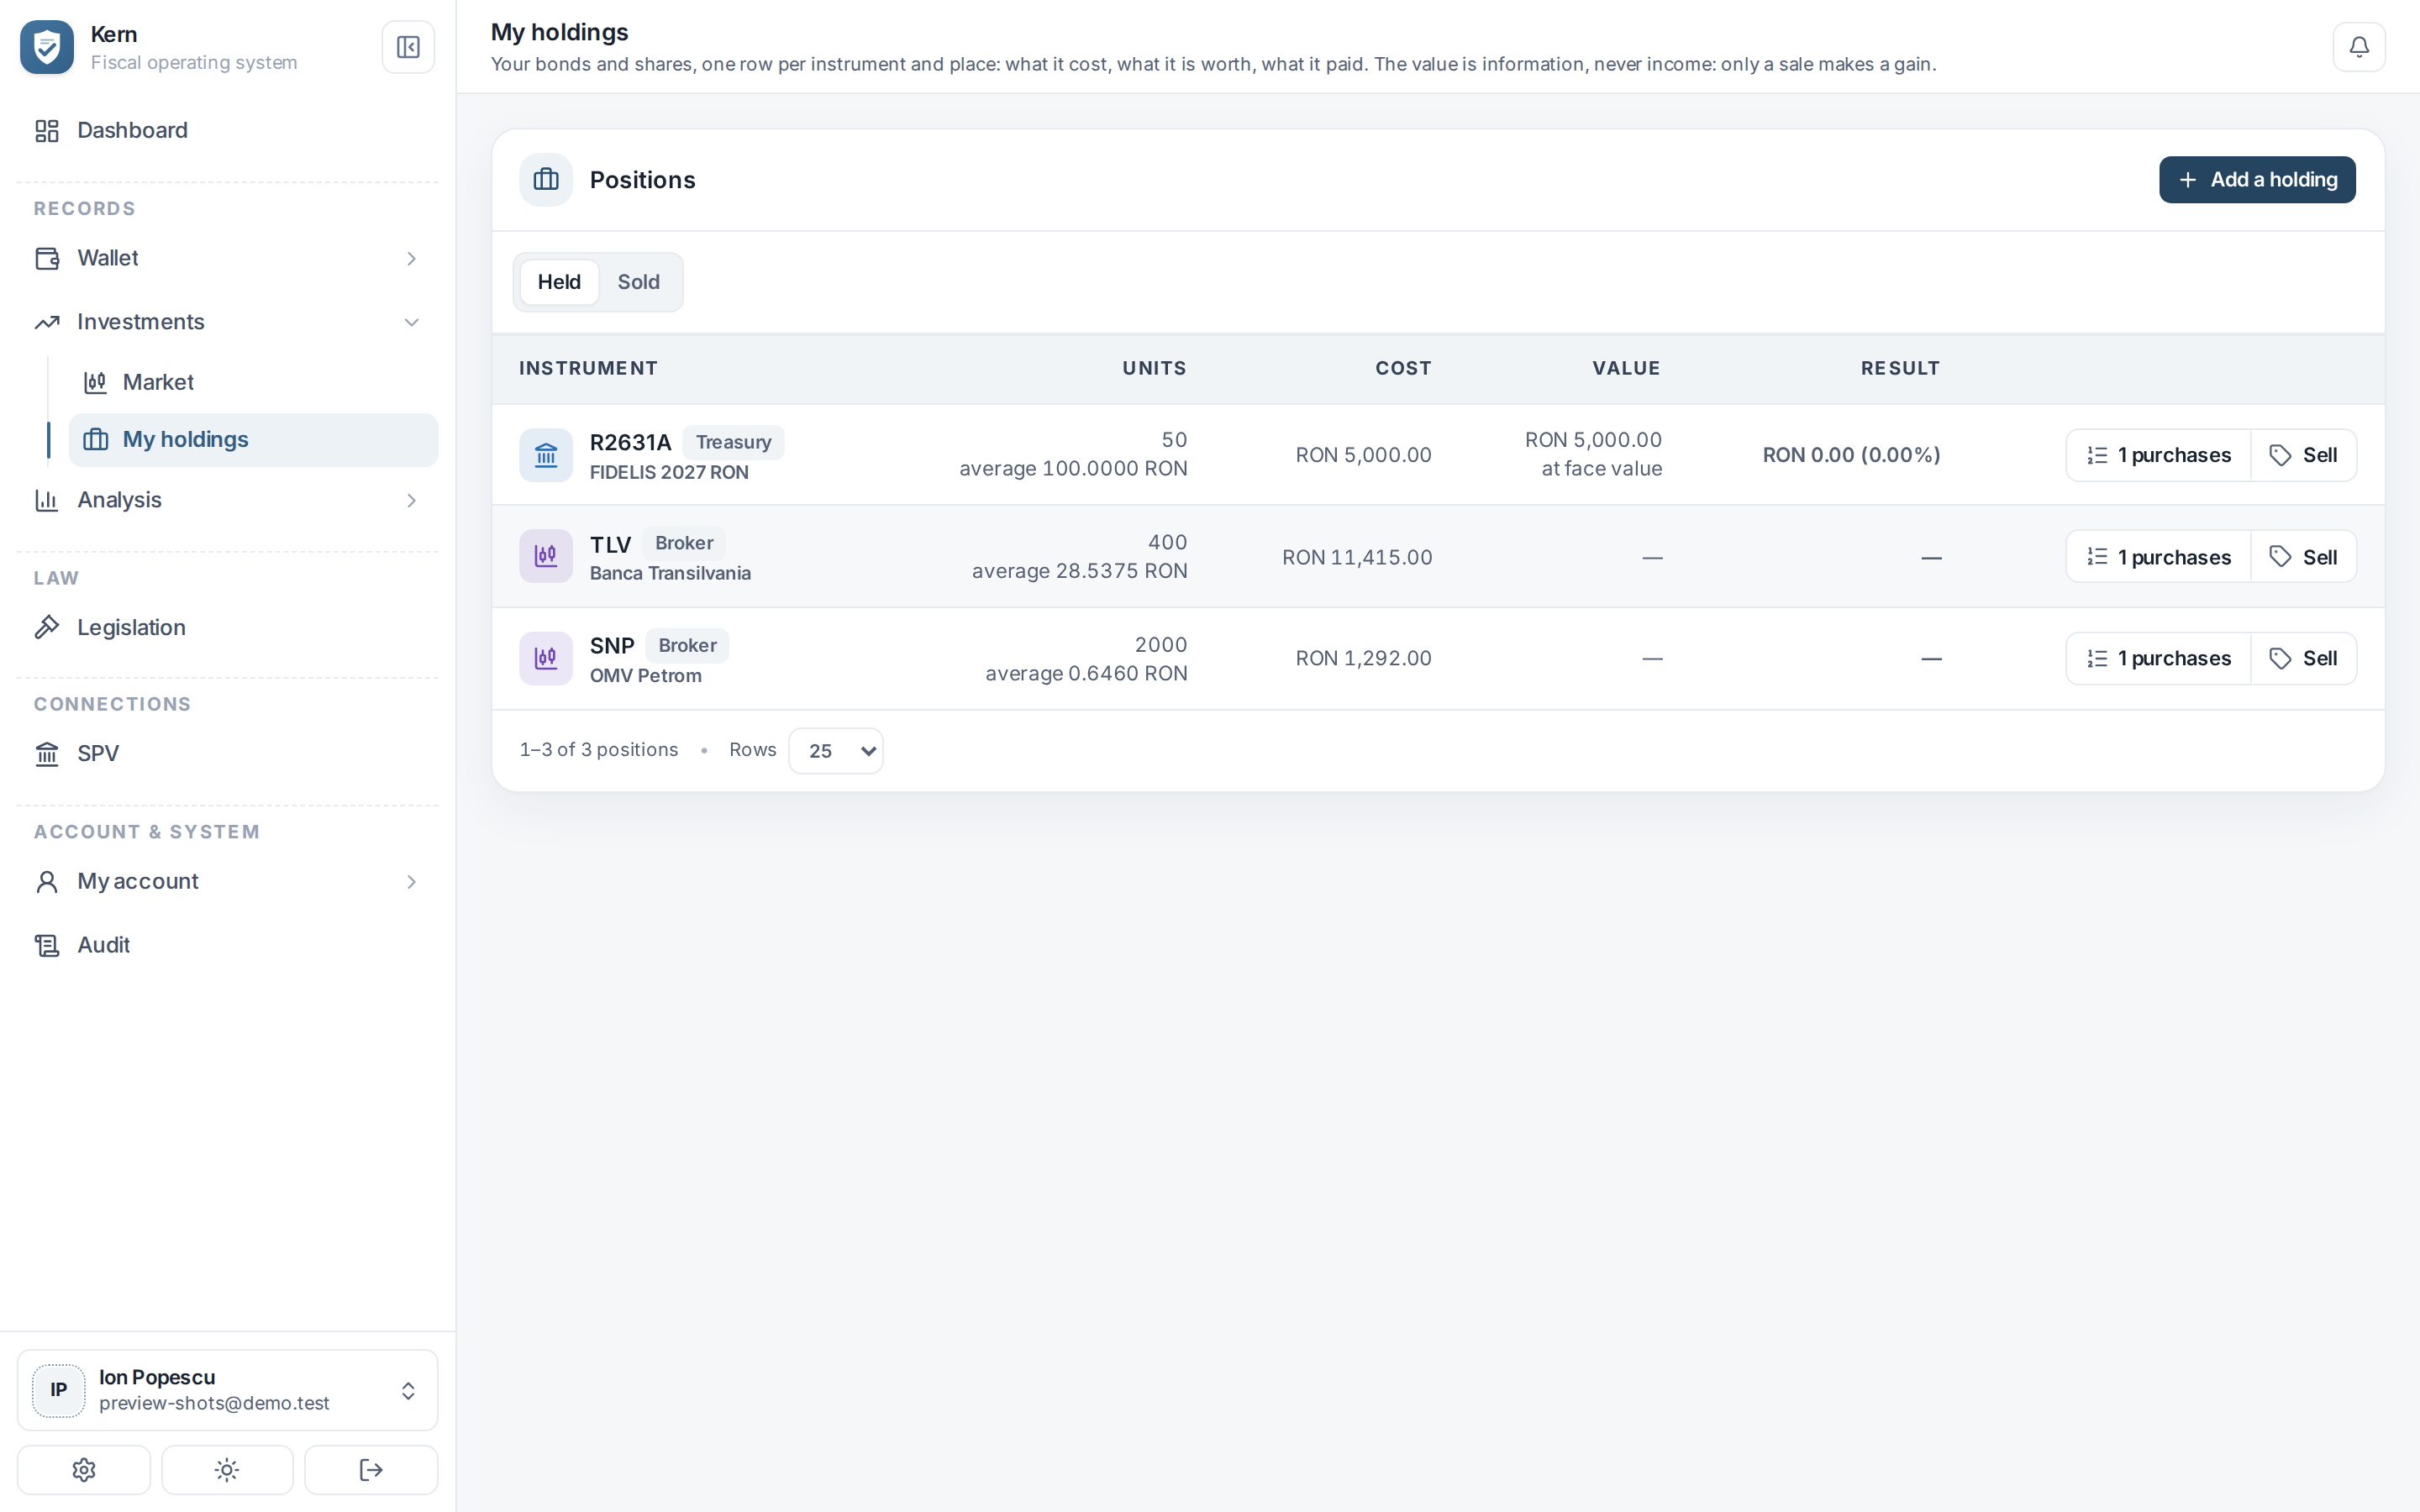 Kern
Fiscal operating system
Dashboard
RECORDS
Wallet
Investments
Market
My holdings
Analysis
LAW
Legislation
CONNECTIONS
SPV
ACCOUNT & SYSTEM
My account
Audit
IP
Ion Popescu
preview-shots@demo.test
My holdings
Your bonds and shares, one row per instrument and place: what it cost, what it is worth, what it paid. The value is information, never income: only a sale makes a gain.
Positions
Add a holding
Held Sold
INSTRUMENT UNITS COST VALUE RESULT
R2631A Treasury
FIDELIS 2027 RON
50
average 100.0000 RON
RON 5,000.00
RON 5,000.00
at face value
RON 0.00 (0.00%)
1 purchases Sell
TLV Broker
Banca Transilvania
400
average 28.5375 RON
RON 11,415.00
—
—
1 purchases Sell
SNP Broker
OMV Petrom
2000
average 0.6460 RON
RON 1,292.00
—
—
1 purchases Sell
1–3 of 3 positions • Rows 25